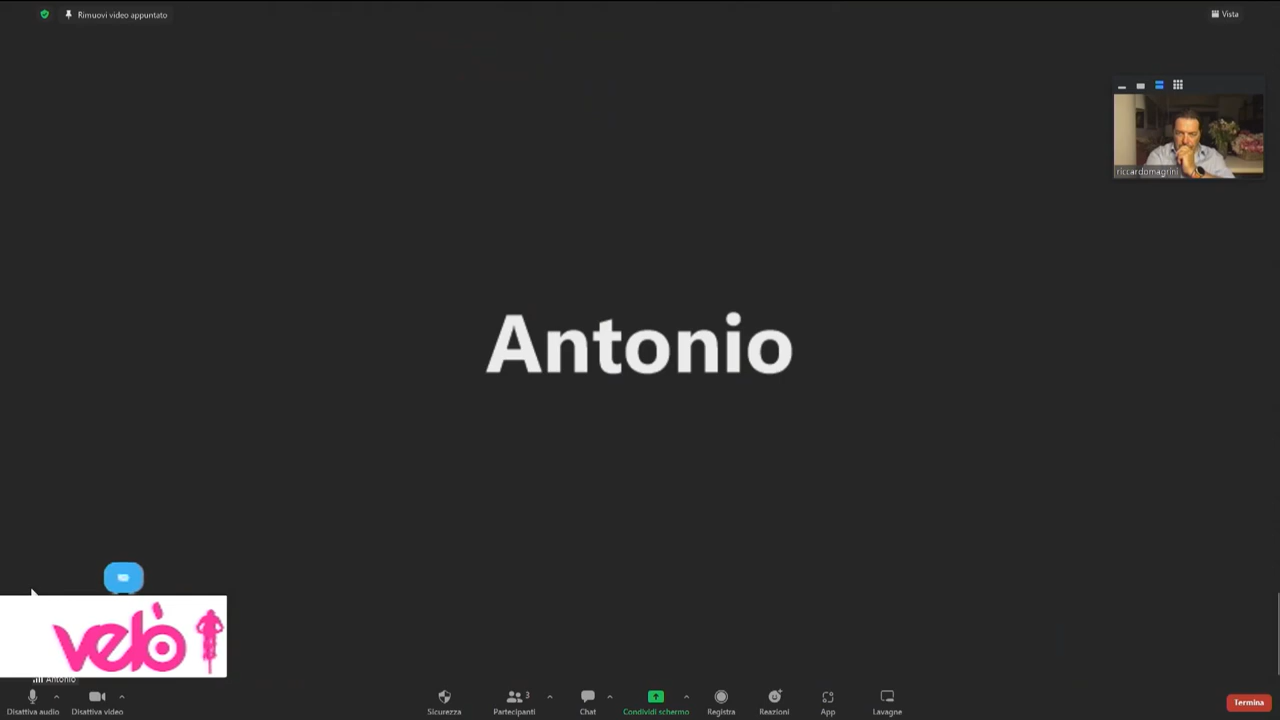 Rimuovi video appuntato
Vista
riccardomagrini
Antonio
velò
Antonio
Disattiva audio
Disattiva video
Sicurezza
Partecipanti
3
Chat
Condividi schermo
Registra
Reazioni
App
Lavagne
Termina